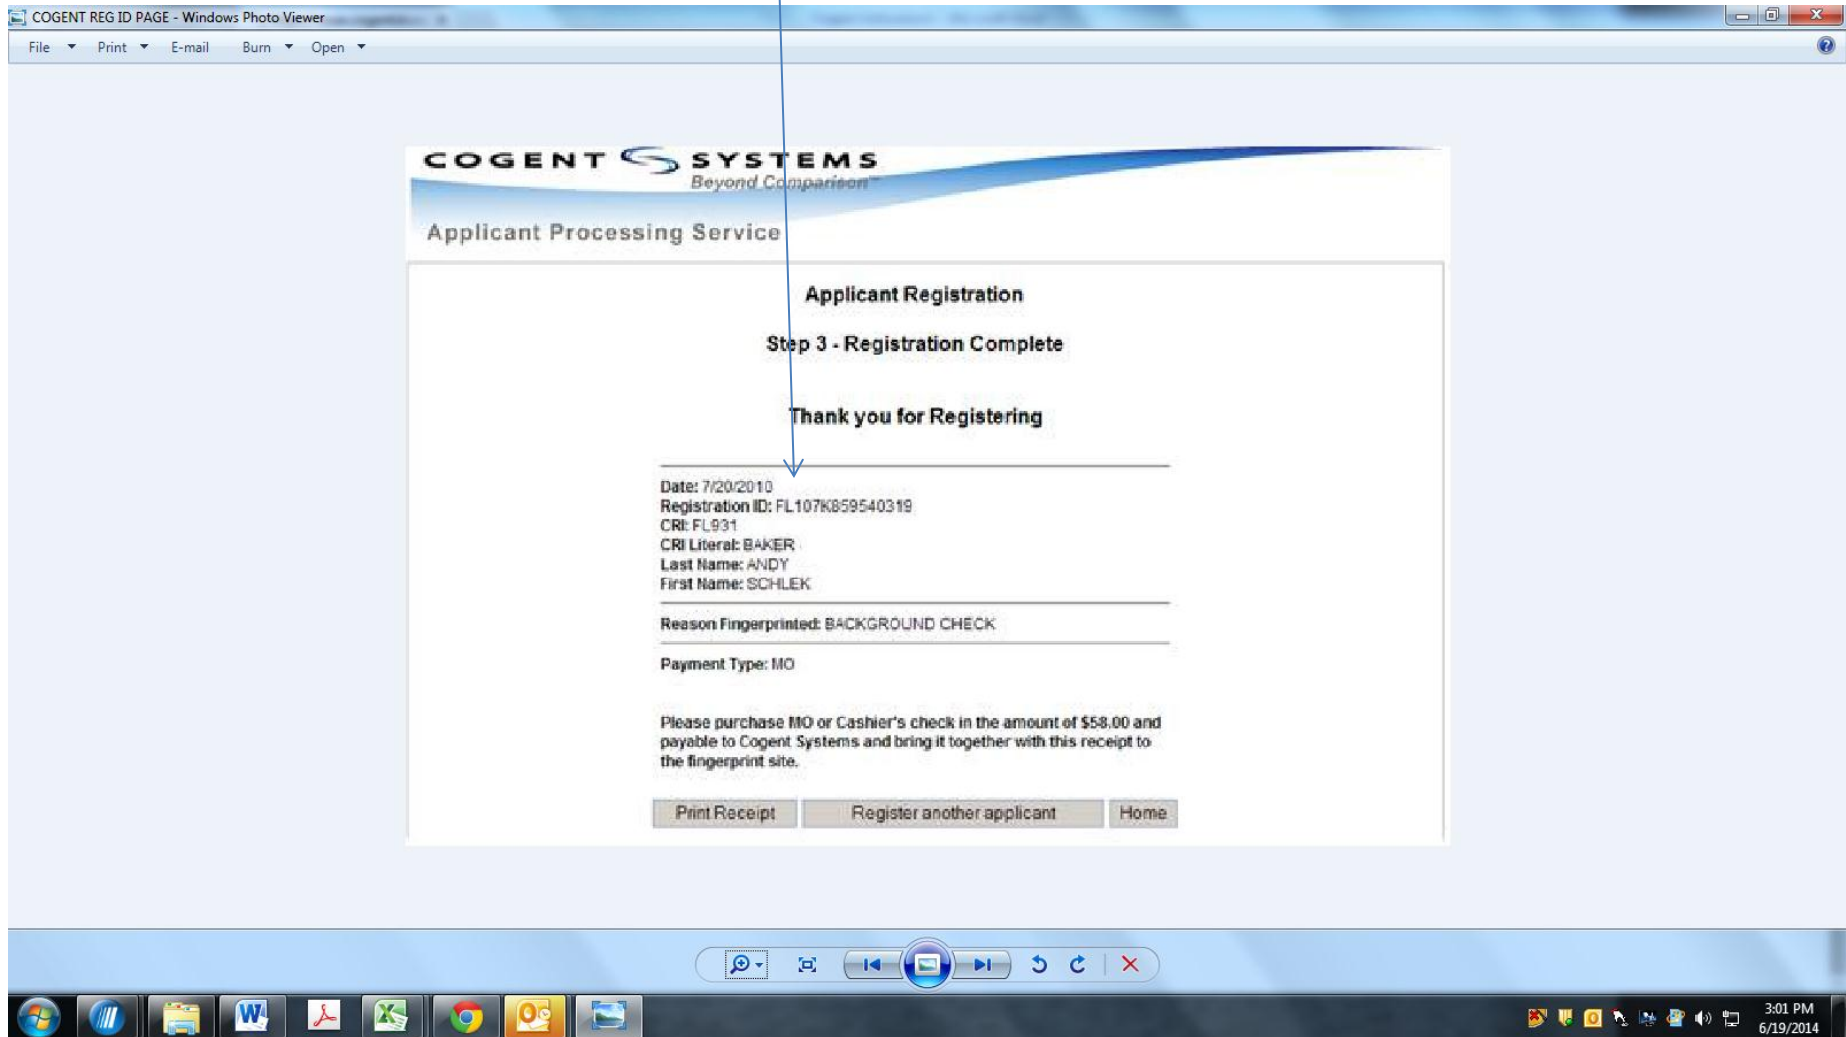 COGENT REG ID PAGE - Windows Photo Viewer
File Print E-mail Burn Open
COGENT SYSTEMS
Beyond Comparison™
Applicant Processing Service
Applicant Registration
Step 3 - Registration Complete
Thank you for Registering
Date: 7/20/2010
Registration ID: FL107K859540319
CRI: FL931
CRI Literal: BAKER
Last Name: ANDY
First Name: SCHLEK
Reason Fingerprinted: BACKGROUND CHECK
Payment Type: MO
Please purchase MO or Cashier's check in the amount of $58.00 and
payable to Cogent Systems and bring it together with this receipt to
the fingerprint site.
Print Receipt Register another applicant Home
3:01 PM
6/19/2014